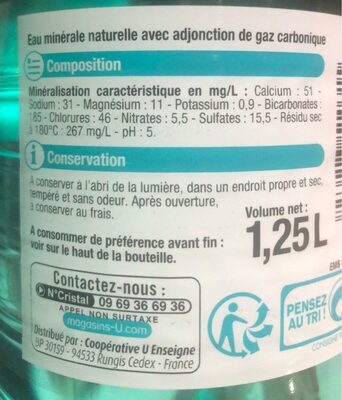 Eau minérale naturelle avec adjonction de gaz carbonique
Composition
Minéralisation caractéristique en mg/L : Calcium : 51 -
Sodium : 31 - Magnésium : 11 - Potassium : 0,9 - Bicarbonates :
185 - Chlorures : 46 - Nitrates : 5,5 - Sulfates : 15,5 - Résidu sec
à 180°C : 267 mg/L - pH : 5.
i Conservation
A conserver à l'abri de la lumière, dans un endroit propre et sec,
tempéré et sans odeur. Après ouverture,
à conserver au frais.
Volume net :
1,25L
A consommer de préférence avant fin :
voir sur le haut de la bouteille.
EMB
Contactez-nous :
N°Cristal 09 69 36 69 36
APPEL NON SURTAXE
magasins-U.com
Distribué par : Coopérative U Enseigne
BP 30159 - 94533 Rungis Cedex - France
PENSEZ
AU TRI !
CONSIGNE